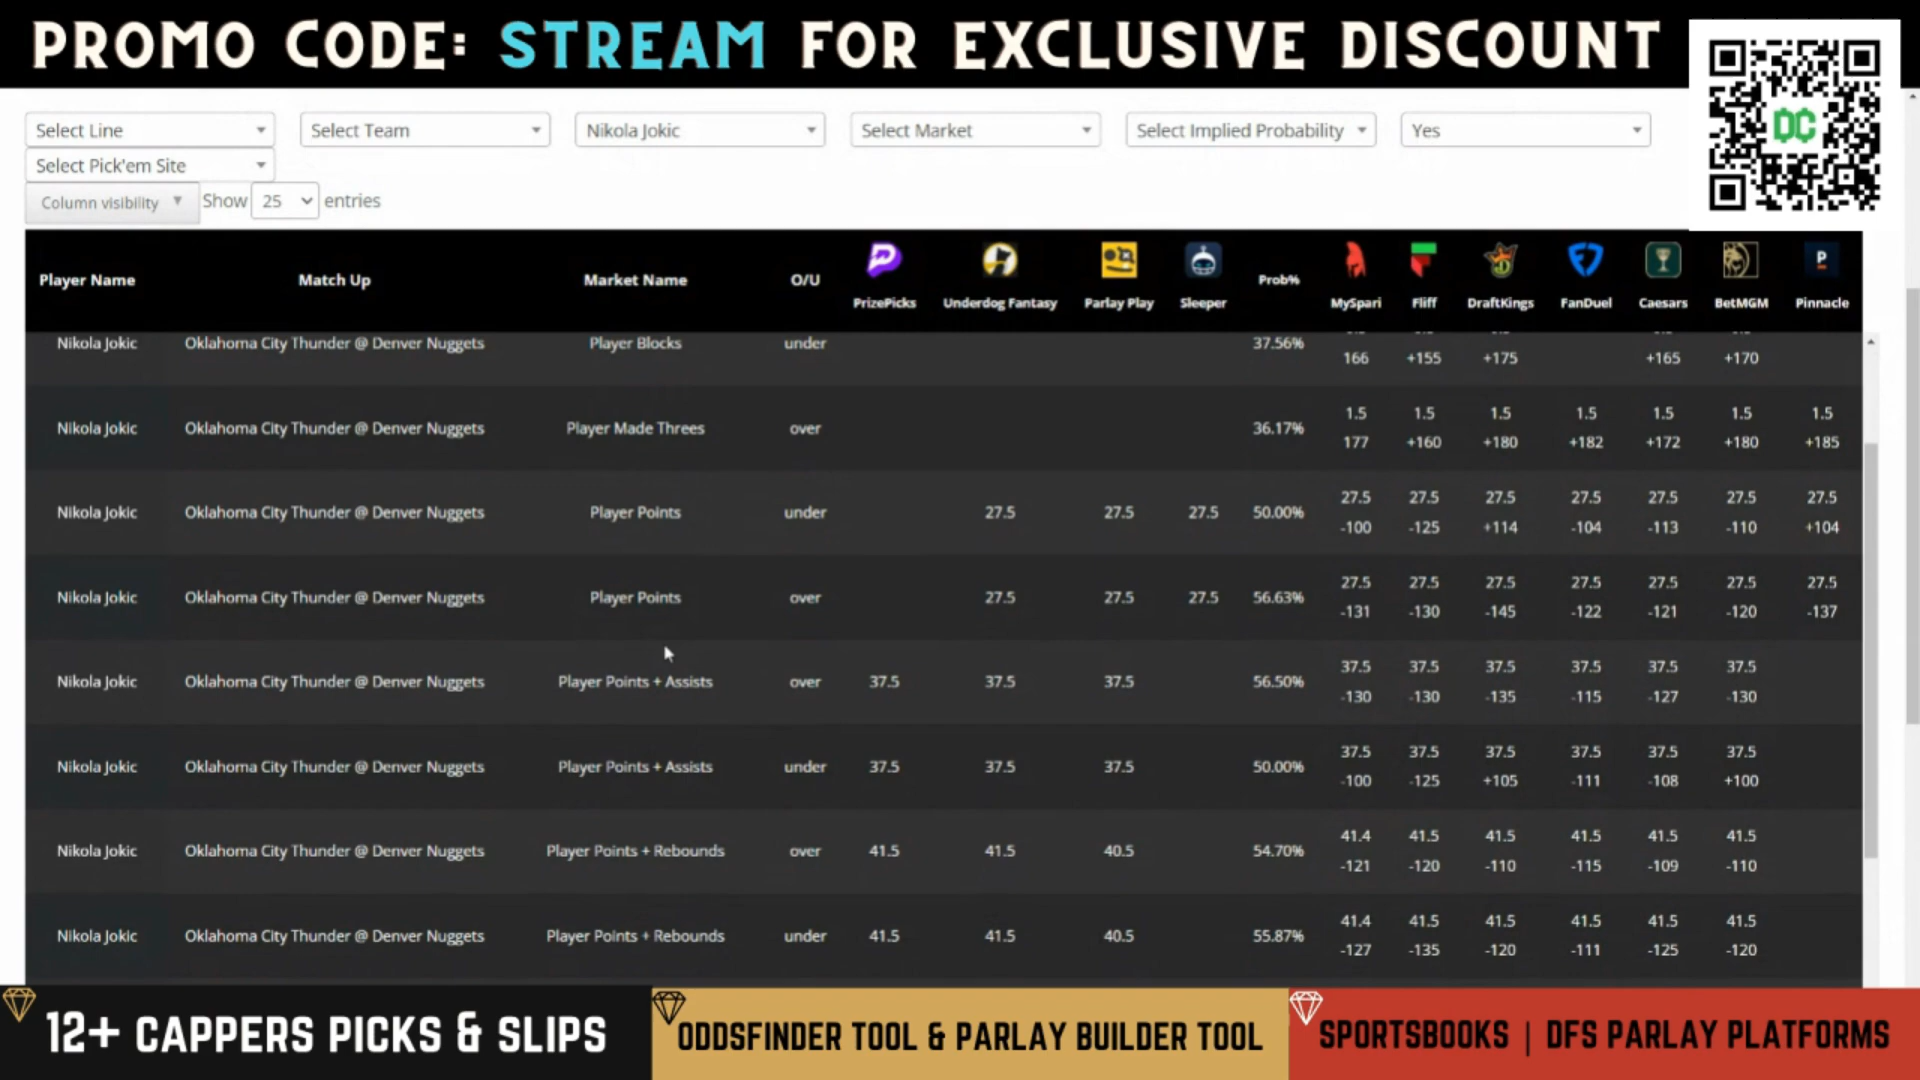 PROMO CODE: STREAM FOR EXCLUSIVE DISCOUNT
DC
Select Line Select Team Nikola Jokic Select Market Select Implied Probability Yes
Select Pick'em Site
Column visibility Show 25 entries
Player Name Match Up Market Name O/U PrizePicks Underdog Fantasy Parlay Play Sleeper Prob% MySpari Fliff DraftKings FanDuel Caesars BetMGM Pinnacle
Nikola Jokic Oklahoma City Thunder @ Denver Nuggets Player Blocks under 37.56% 166 +155 +175 +165 +170
Nikola Jokic Oklahoma City Thunder @ Denver Nuggets Player Made Threes over 36.17% 1.5 1.5 1.5 1.5 1.5 1.5 1.5
177 +160 +180 +182 +172 +180 +185
Nikola Jokic Oklahoma City Thunder @ Denver Nuggets Player Points under 27.5 27.5 27.5 50.00% 27.5 27.5 27.5 27.5 27.5 27.5 27.5
-100 -125 +114 -104 -113 -110 +104
Nikola Jokic Oklahoma City Thunder @ Denver Nuggets Player Points over 27.5 27.5 27.5 56.63% 27.5 27.5 27.5 27.5 27.5 27.5 27.5
-131 -130 -145 -122 -121 -120 -137
Nikola Jokic Oklahoma City Thunder @ Denver Nuggets Player Points + Assists over 37.5 37.5 37.5 56.50% 37.5 37.5 37.5 37.5 37.5 37.5
-130 -130 -135 -115 -127 -130
Nikola Jokic Oklahoma City Thunder @ Denver Nuggets Player Points + Assists under 37.5 37.5 37.5 50.00% 37.5 37.5 37.5 37.5 37.5 37.5
-100 -125 +105 -111 -108 +100
Nikola Jokic Oklahoma City Thunder @ Denver Nuggets Player Points + Rebounds over 41.5 41.5 40.5 54.70% 41.4 41.5 41.5 41.5 41.5 41.5
-121 -120 -110 -115 -109 -110
Nikola Jokic Oklahoma City Thunder @ Denver Nuggets Player Points + Rebounds under 41.5 41.5 40.5 55.87% 41.4 41.5 41.5 41.5 41.5 41.5
-127 -135 -120 -111 -125 -120
12+ CAPPERS PICKS & SLIPS ODDSFINDER TOOL & PARLAY BUILDER TOOL SPORTSBOOKS | DFS PARLAY PLATFORMS